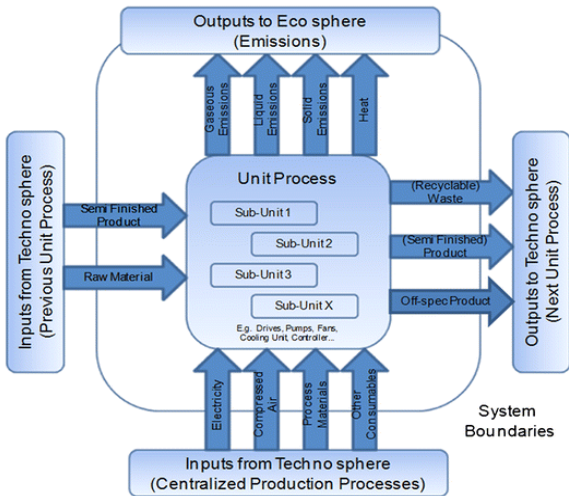 Outputs to Eco sphere
(Emissions)
Gaseous
Emissions
Liquid
Emissions
Solid
Emissions
Heat
Inputs from Techno sphere
(Previous Unit Process)
Semi Finished
Product
Raw Material
Unit Process
Sub-Unit 1
Sub-Unit 2
Sub-Unit 3
Sub-Unit X
E.g. Drives, Pumps, Fans,
Cooling Unit, Controller...
(Recyclable)
Waste
(Semi Finished)
Product
Off-spec Product
Outputs to Techno sphere
(Next Unit Process)
Electricity
Compressed
Air
Process
Materials
Other
Consumables
System
Boundaries
Inputs from Techno sphere
(Centralized Production Processes)